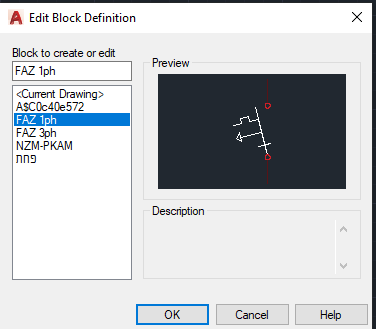 Edit Block Definition
Block to create or edit
FAZ 1ph
<Current Drawing>
A$C0c40e572
FAZ 1ph
FAZ 3ph
NZM-PKAM
פחת
Preview
Description
OK
Cancel
Help